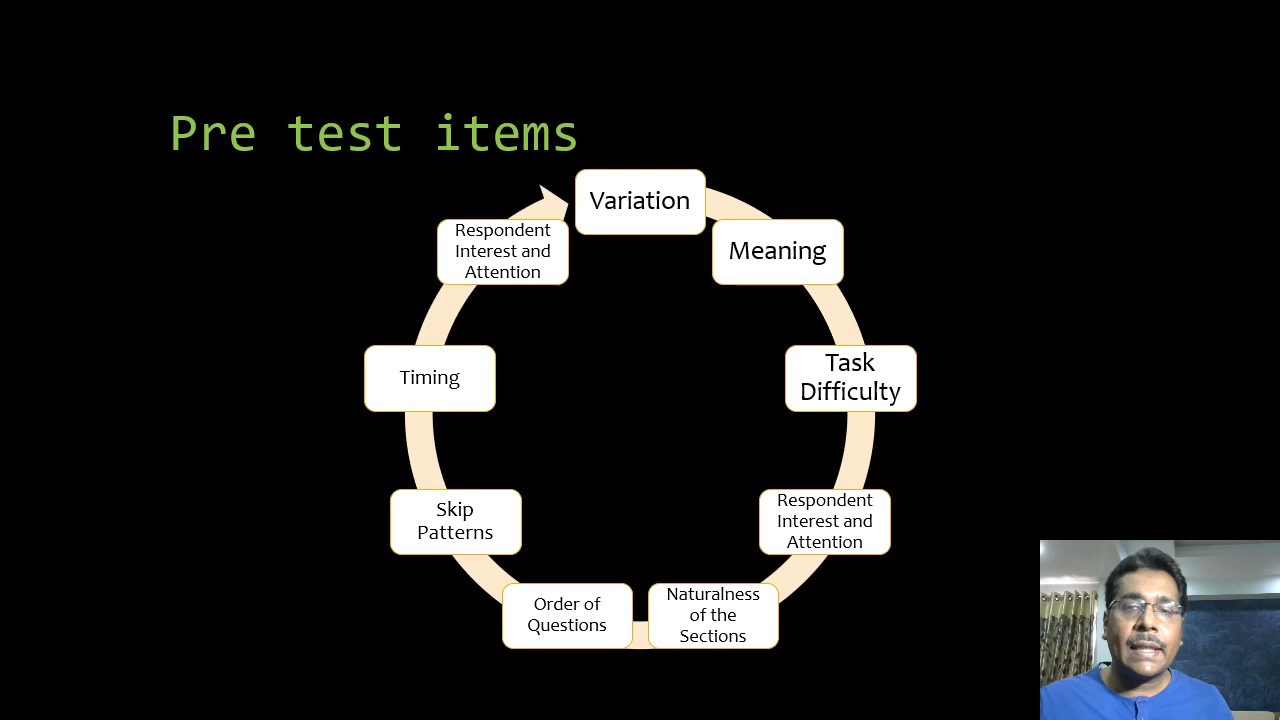 Pre test items
Variation
Meaning
Task
Difficulty
Respondent
Interest and
Attention
Naturalness
of the
Sections
Order of
Questions
Skip
Patterns
Timing
Respondent
Interest and
Attention